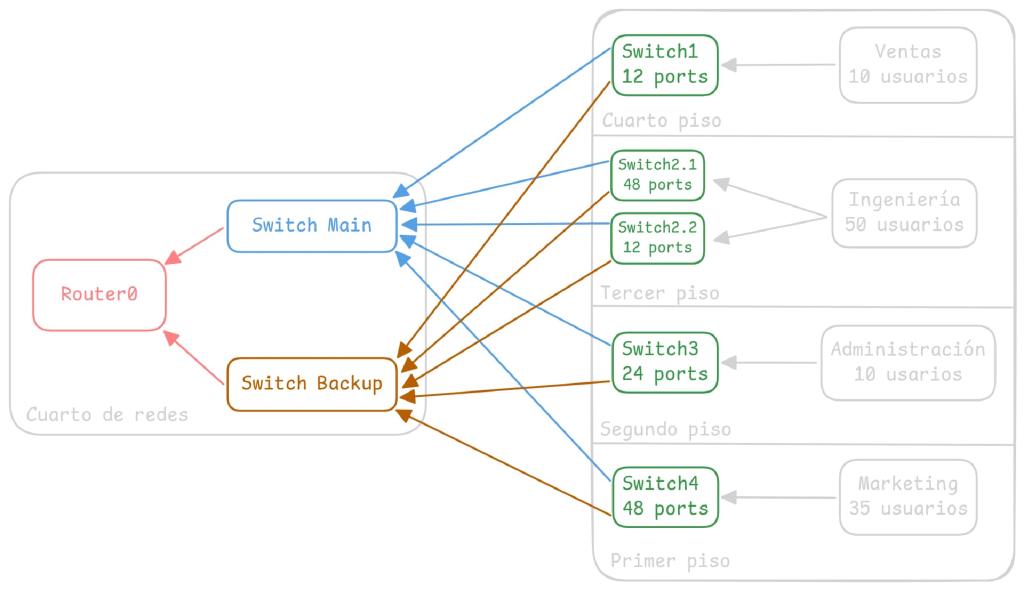 Switch1
12 ports
Ventas
10 usuarios
Cuarto piso
Switch2.1
48 ports
Switch2.2
12 ports
Ingeniería
50 usuarios
Tercer piso
Switch Main
Router0
Switch Backup
Cuarto de redes
Switch3
24 ports
Administración
10 usarios
Segundo piso
Switch4
48 ports
Marketing
35 usuarios
Primer piso